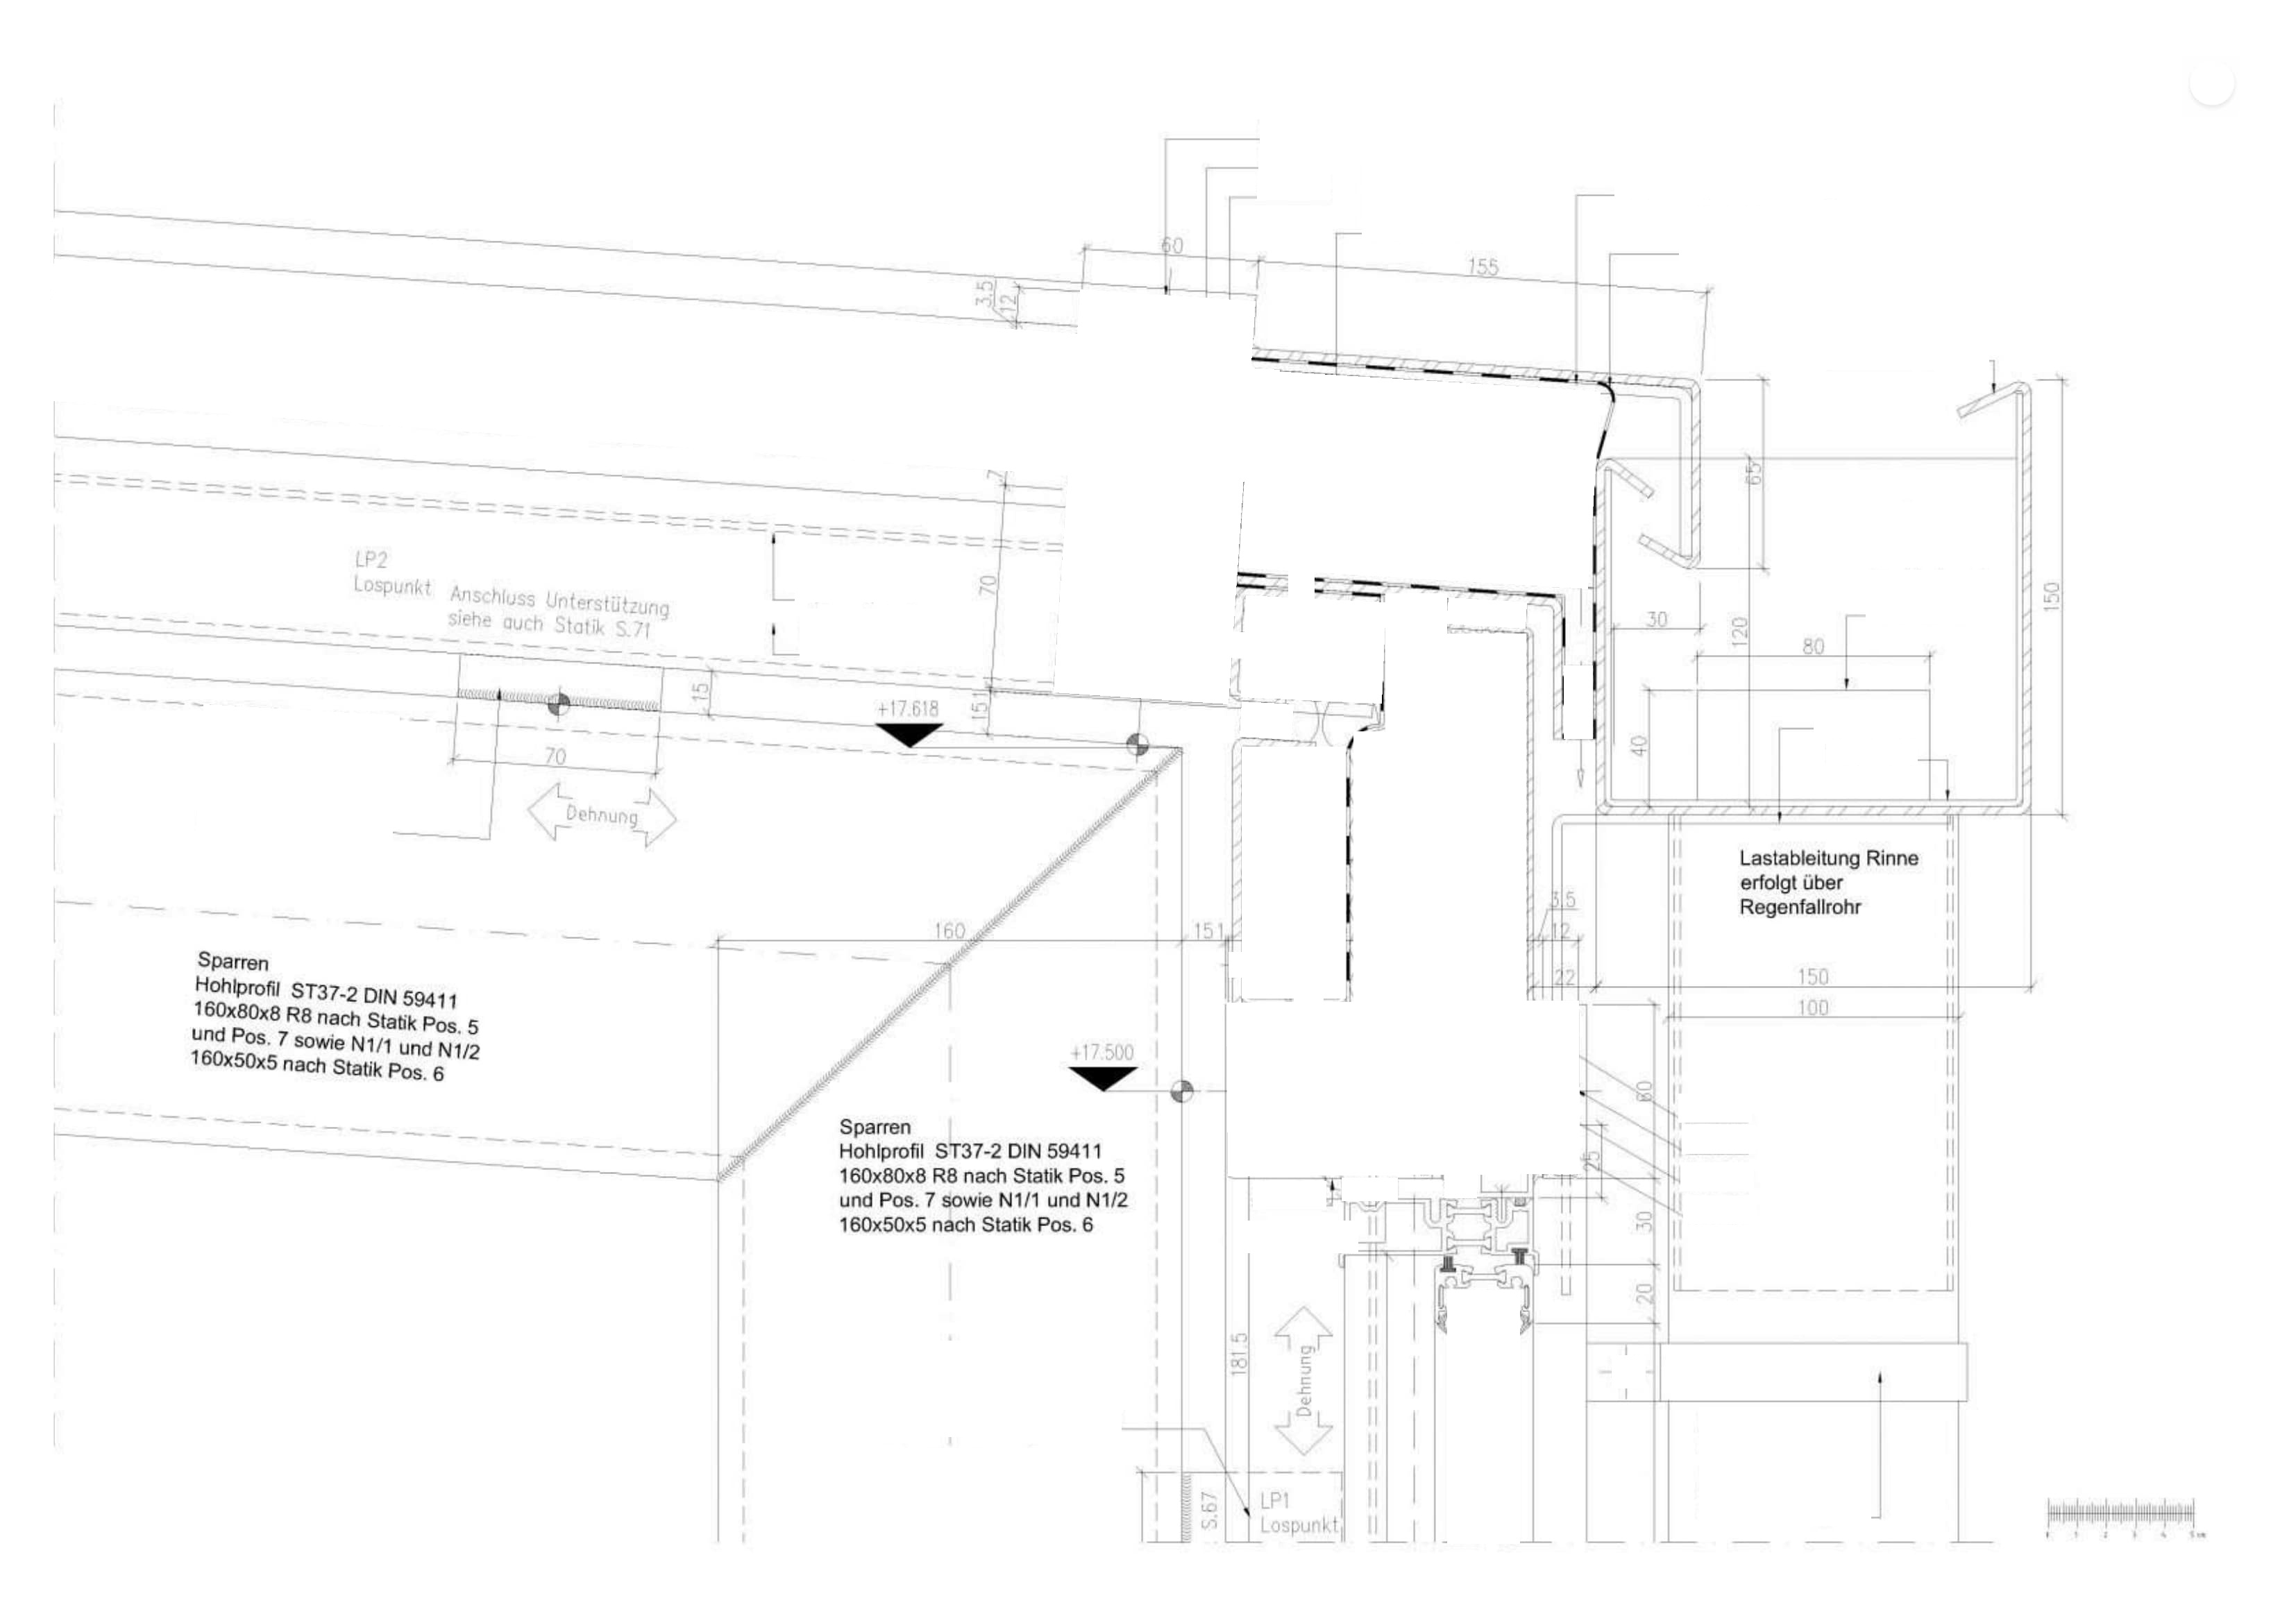 60
155
3.5
12
7
65
LP2
Lospunkt Anschluss Unterstützung
siehe auch Statik S.71
70
150
30
120
80
15
15
1
+17.618
40
70
Dehnung
Lastableitung Rinne
erfolgt über
Regenfallrohr
3.5
160
151
12
Sparren
Hohlprofil ST37-2 DIN 59411
160x80x8 R8 nach Statik Pos. 5
und Pos. 7 sowie N1/1 und N1/2
160x50x5 nach Statik Pos. 6
22
150
100
+17.500
60
Sparren
Hohlprofil ST37-2 DIN 59411
160x80x8 R8 nach Statik Pos. 5
und Pos. 7 sowie N1/1 und N1/2
160x50x5 nach Statik Pos. 6
25
30
20
181.5
Dehnung
S.67
LP1
Lospunkt